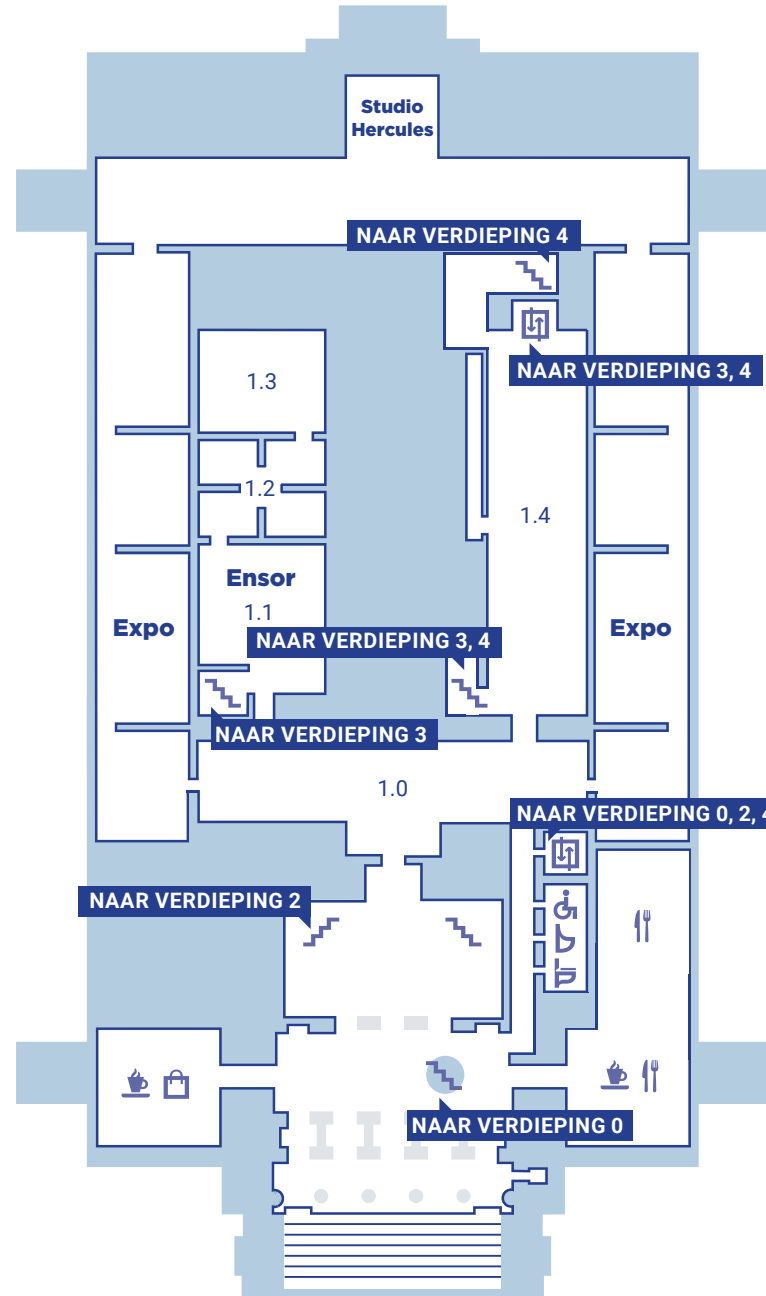 Studio
Hercules
NAAR VERDIEPING 4
NAAR VERDIEPING 3, 4
1.3
1.2
1.4
Ensor
1.1
Expo
Expo
NAAR VERDIEPING 3, 4
NAAR VERDIEPING 3
1.0
NAAR VERDIEPING 0, 2, 4
NAAR VERDIEPING 2
NAAR VERDIEPING 0